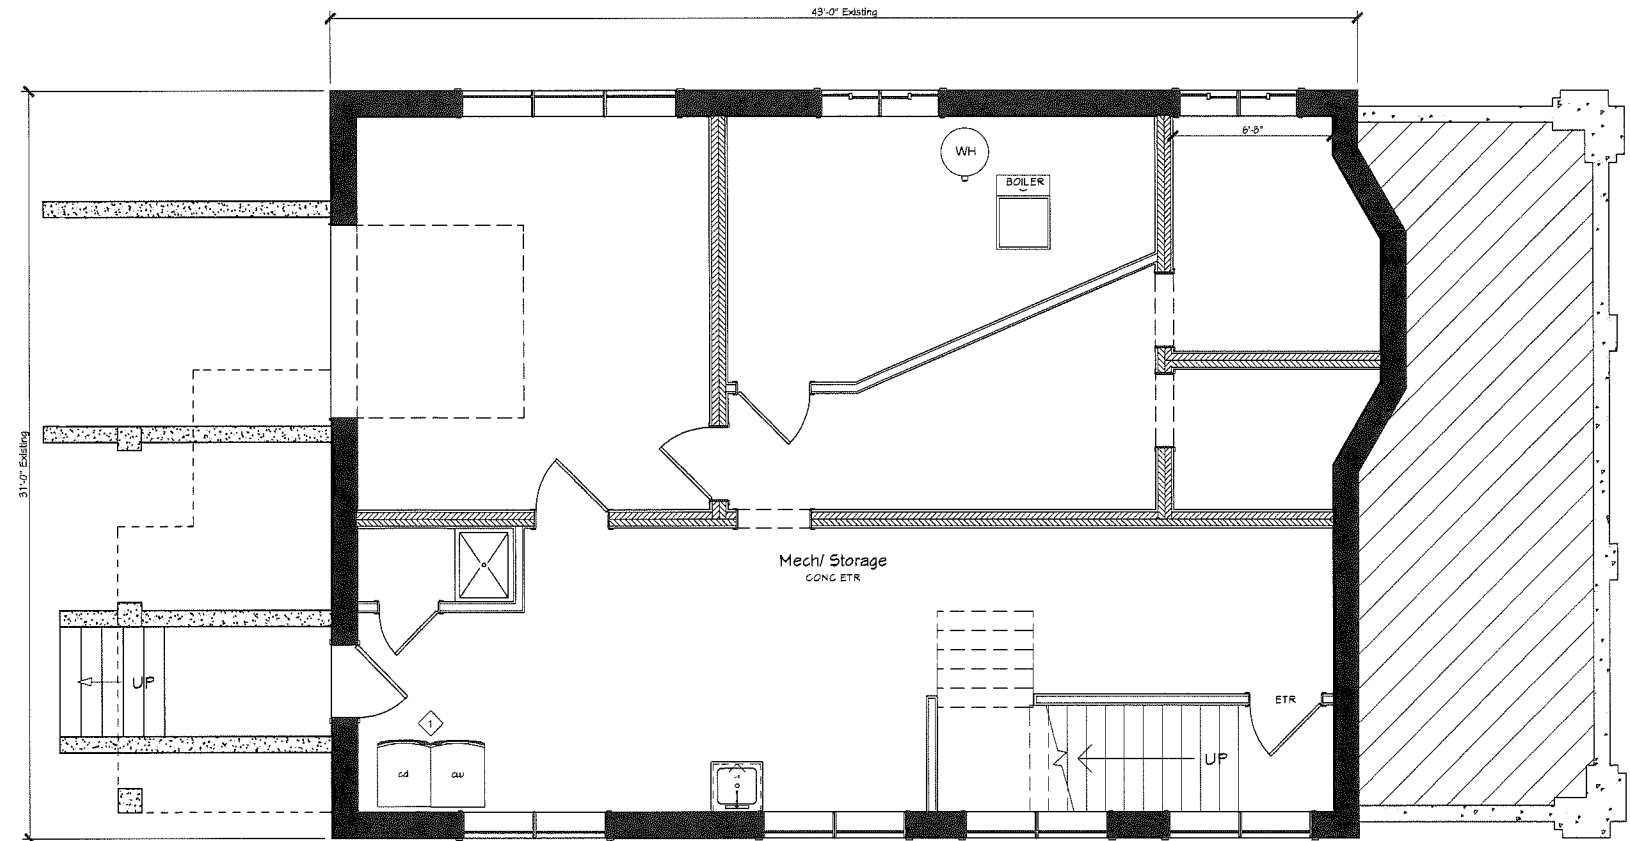 43'-0" Existing
6'-8"
WH
BOILER
31'-0" Existing
Mech/ Storage
CONC ETR
UP
ETR
1
UP
cd
cw